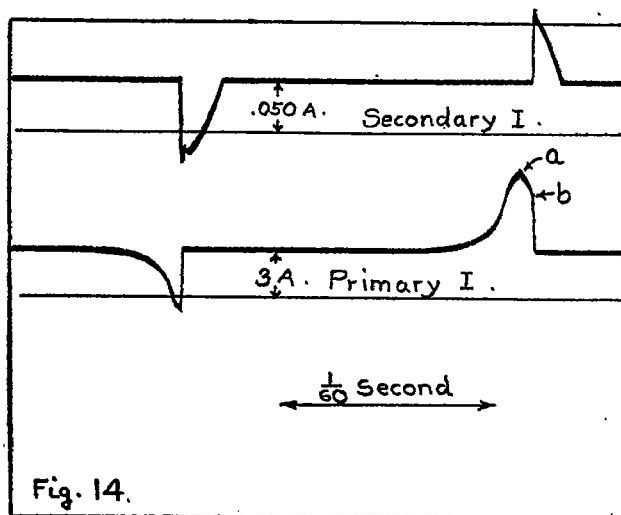 .050 A.
Secondary I.
a
b
3 A. Primary I.
1/60 Second
Fig. 14.